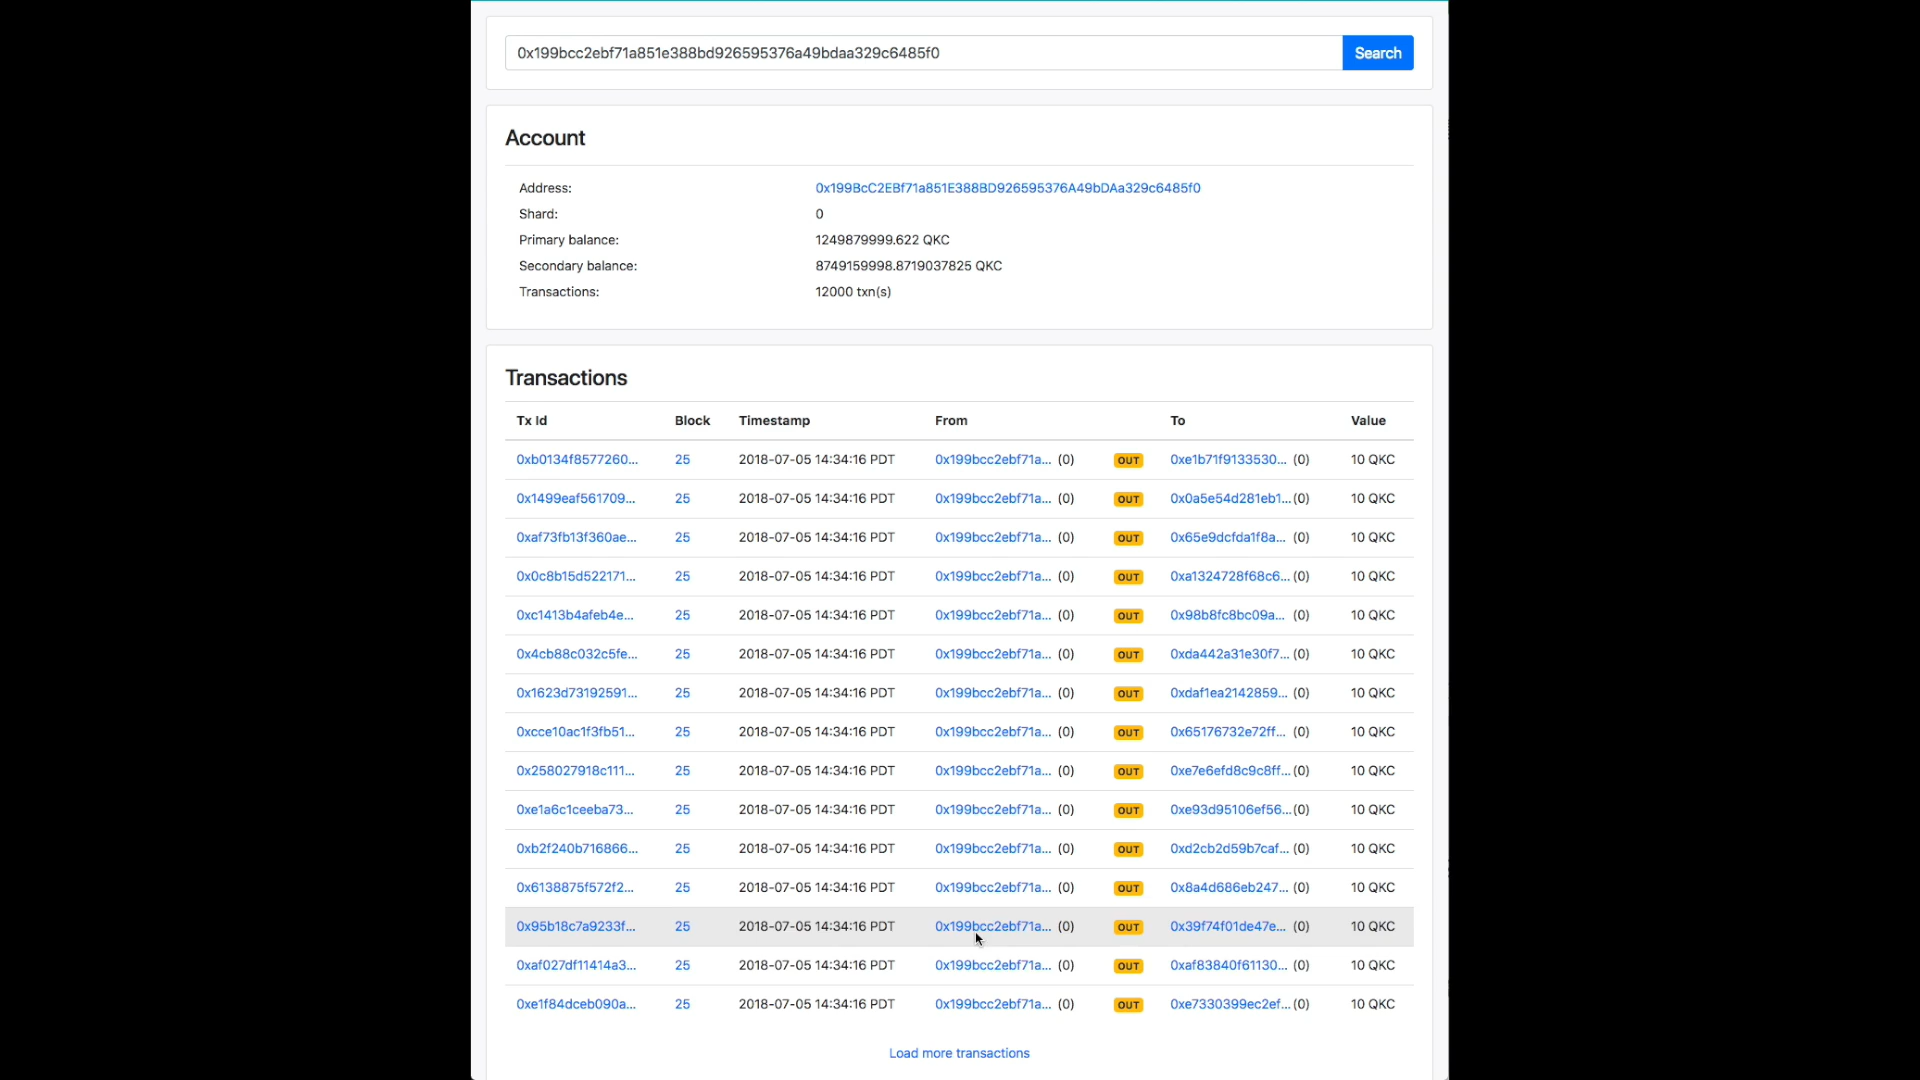 0x199bcc2ebf71a851e388bd926595376a49bdaa329c6485f0 Search
Account
Address: 0x199BcC2EBf71a851E388BD926595376A49bDAa329c6485f0
Shard: 0
Primary balance: 1249879999.622 QKC
Secondary balance: 8749159998.8719037825 QKC
Transactions: 12000 txn(s)
Transactions
Tx Id Block Timestamp From To Value
0xb0134f8577260... 25 2018-07-05 14:34:16 PDT 0x199bcc2ebf71a... (0) OUT 0xe1b71f9133530... (0) 10 QKC
0x1499eaf561709... 25 2018-07-05 14:34:16 PDT 0x199bcc2ebf71a... (0) OUT 0x0a5e54d281eb1... (0) 10 QKC
0xaf73fb13f360ae... 25 2018-07-05 14:34:16 PDT 0x199bcc2ebf71a... (0) OUT 0x65e9dcfda1f8a... (0) 10 QKC
0x0c8b15d522171... 25 2018-07-05 14:34:16 PDT 0x199bcc2ebf71a... (0) OUT 0xa1324728f68c6... (0) 10 QKC
0xc1413b4afeb4e... 25 2018-07-05 14:34:16 PDT 0x199bcc2ebf71a... (0) OUT 0x98b8fc8bc09a... (0) 10 QKC
0x4cb88c032c5fe... 25 2018-07-05 14:34:16 PDT 0x199bcc2ebf71a... (0) OUT 0xda442a31e30f7... (0) 10 QKC
0x1623d73192591... 25 2018-07-05 14:34:16 PDT 0x199bcc2ebf71a... (0) OUT 0xdaf1ea2142859... (0) 10 QKC
0xcce10ac1f3fb51... 25 2018-07-05 14:34:16 PDT 0x199bcc2ebf71a... (0) OUT 0x65176732e72ff... (0) 10 QKC
0x258027918c111... 25 2018-07-05 14:34:16 PDT 0x199bcc2ebf71a... (0) OUT 0xe7e6efd8c9c8ff... (0) 10 QKC
0xe1a6c1ceeba73... 25 2018-07-05 14:34:16 PDT 0x199bcc2ebf71a... (0) OUT 0xe93d95106ef56... (0) 10 QKC
0xb2f240b716866... 25 2018-07-05 14:34:16 PDT 0x199bcc2ebf71a... (0) OUT 0xd2cb2d59b7caf... (0) 10 QKC
0x6138875f572f2... 25 2018-07-05 14:34:16 PDT 0x199bcc2ebf71a... (0) OUT 0x8a4d686eb247... (0) 10 QKC
0x95b18c7a9233f... 25 2018-07-05 14:34:16 PDT 0x199bcc2ebf71a... (0) OUT 0x39f74f01de47e... (0) 10 QKC
0xaf027df11414a3... 25 2018-07-05 14:34:16 PDT 0x199bcc2ebf71a... (0) OUT 0xaf83840f61130... (0) 10 QKC
0xe1f84dceb090a... 25 2018-07-05 14:34:16 PDT 0x199bcc2ebf71a... (0) OUT 0xe7330399ec2ef... (0) 10 QKC
Load more transactions